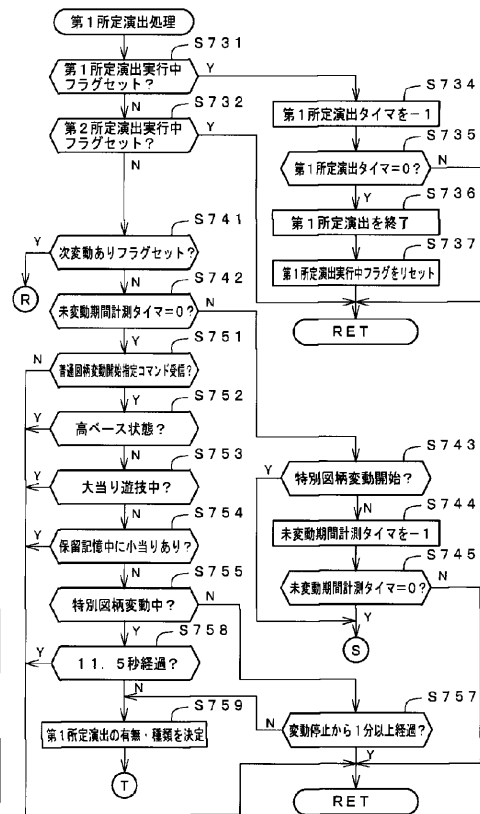 第１所定演出処理
Ｓ７３１
第１所定演出実行中
フラグセット？
Y
N
Ｓ７３２
第２所定演出実行中
フラグセット？
Y
N
Ｓ７３４
第１所定演出タイマを−１
Ｓ７３５
第１所定演出タイマ＝０？
N
Y
Ｓ７３６
第１所定演出を終了
Ｓ７３７
第１所定演出実行中フラグをリセット
ＲＥＴ
Ｓ７４１
次変動ありフラグセット？
Y
R
N
Ｓ７４２
未変動期間計測タイマ＝０？
N
Y
Ｓ７５１
普通図柄変動開始指定コマンド受信？
N
Y
Ｓ７５２
高ベース状態？
Y
N
Ｓ７５３
大当り遊技中？
Y
N
Ｓ７５４
保留記憶中に小当りあり？
Y
N
Ｓ７５５
特別図柄変動中？
N
Y
Ｓ７５８
１１．５秒経過？
Y
N
Ｓ７５９
第１所定演出の有無・種類を決定
T
Ｓ７４３
特別図柄変動開始？
Y
N
Ｓ７４４
未変動期間計測タイマを−１
Ｓ７４５
未変動期間計測タイマ＝０？
N
Y
S
Ｓ７５７
変動停止から１分以上経過？
N
Y
ＲＥＴ